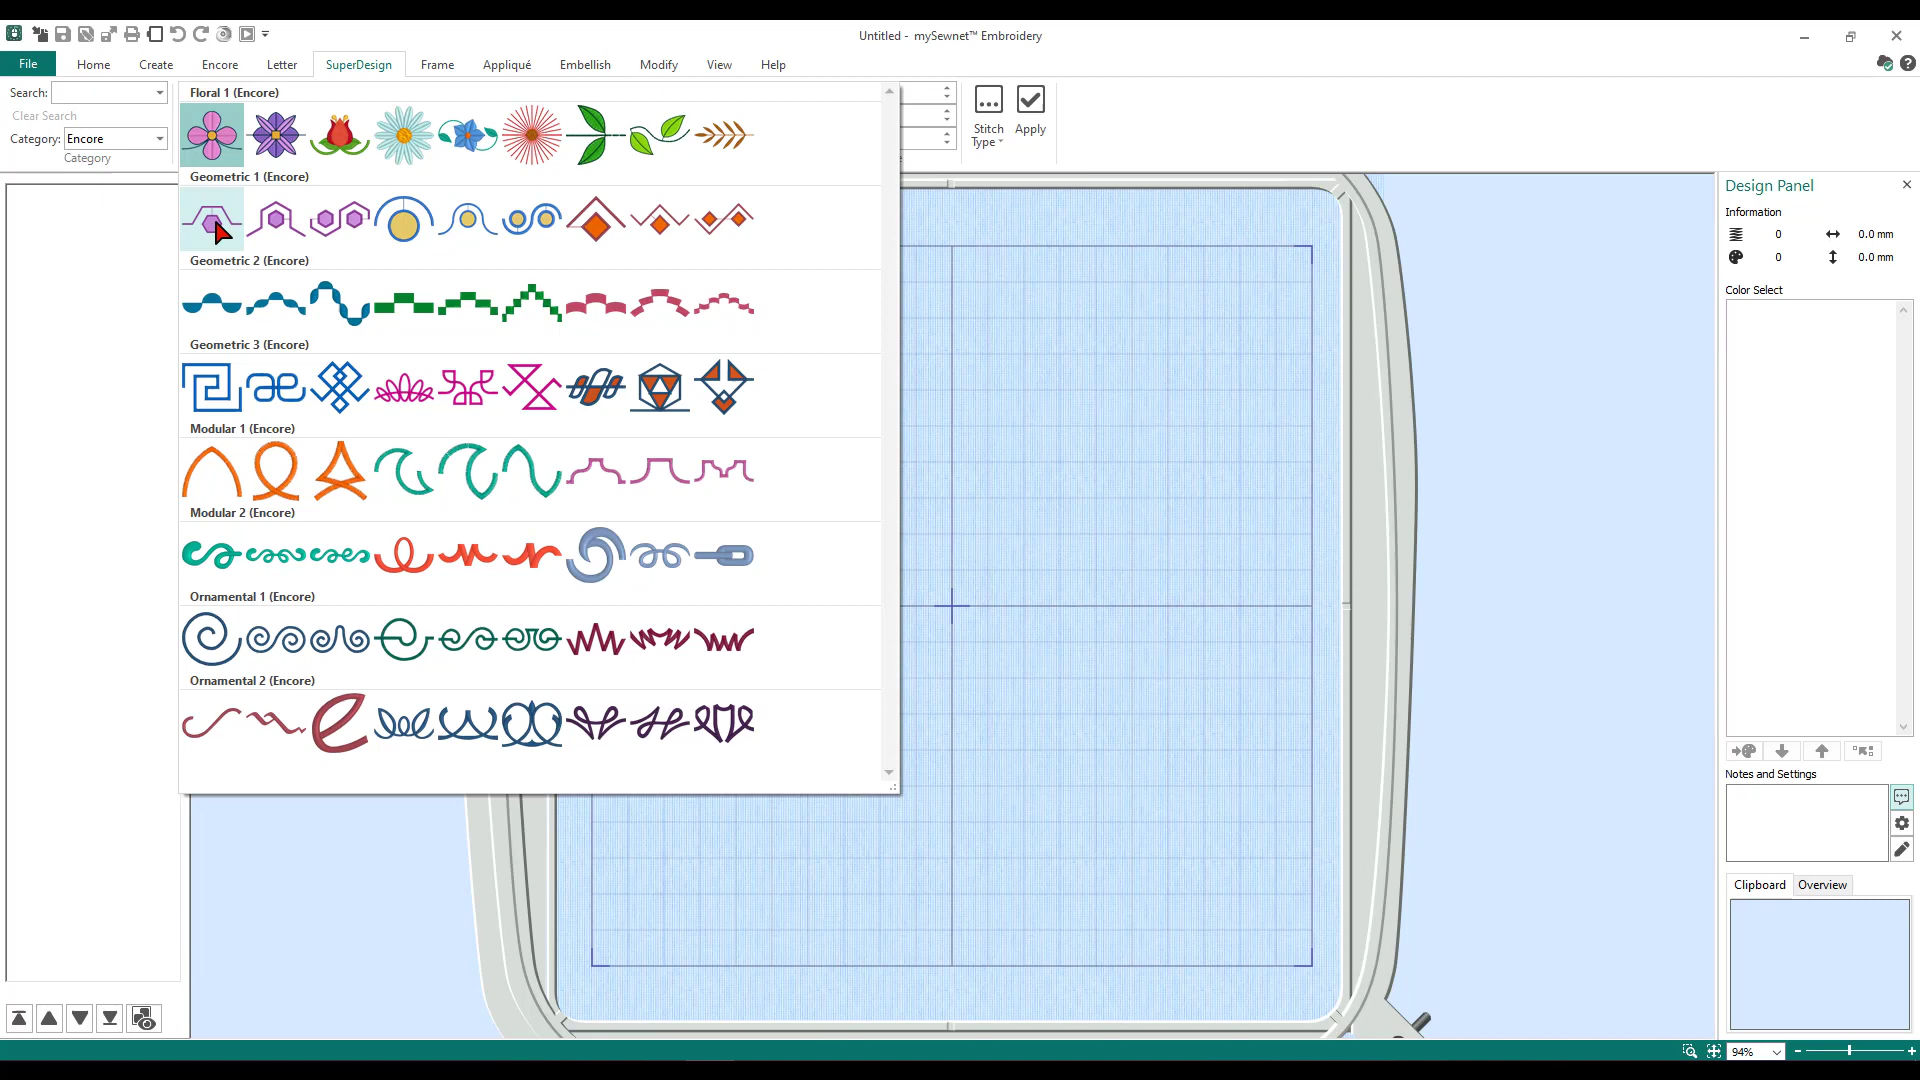 Untitled - mySewnet™ Embroidery
File Home Create Encore Letter SuperDesign Frame Appliqué Embellish Modify View Help
Search:
Clear Search
Category: Encore
Category
Floral 1 (Encore)
Geometric 1 (Encore)
Geometric 2 (Encore)
Geometric 3 (Encore)
Modular 1 (Encore)
Modular 2 (Encore)
Ornamental 1 (Encore)
Ornamental 2 (Encore)
Stitch
Type
Apply
Design Panel
Information
0 0.0 mm
0 0.0 mm
Color Select
Notes and Settings
Clipboard Overview
94%